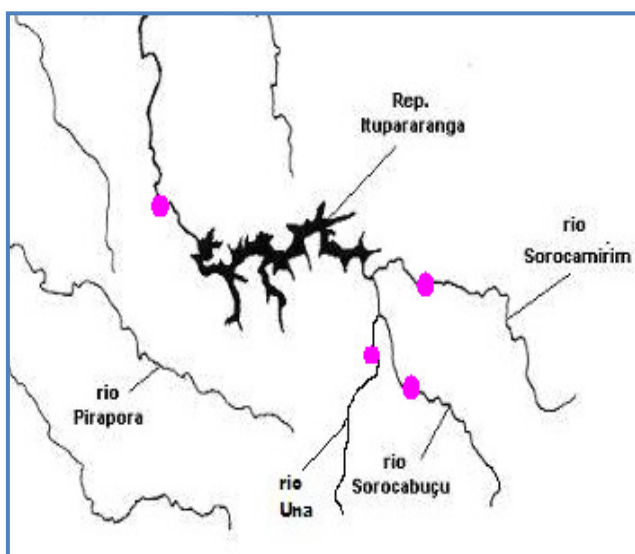 Rep.
Itupararanga
rio
Sorocamirim
rio
Pirapora
rio
Una
rio
Sorocabuçu